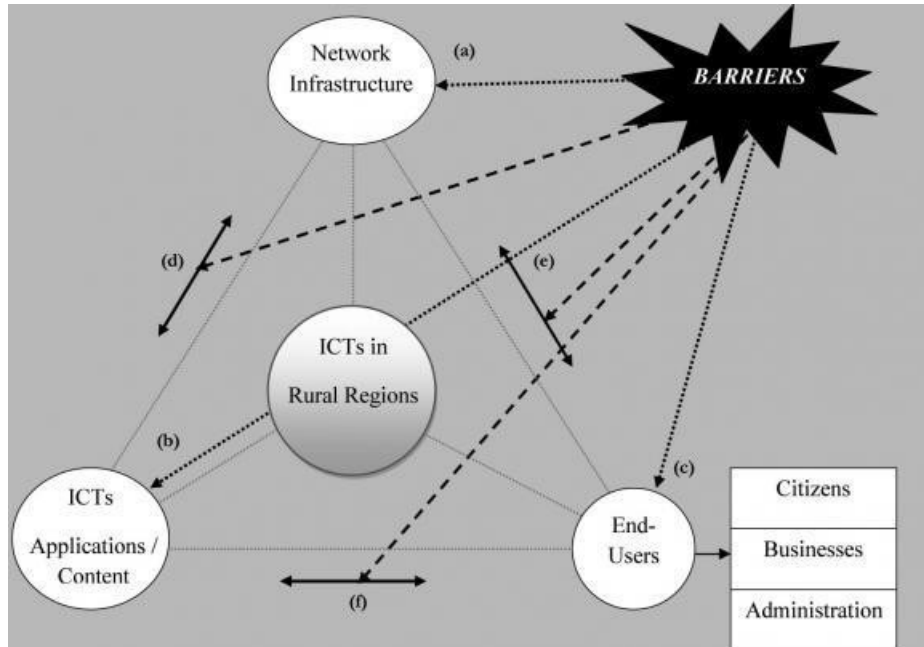 Network
Infrastructure
(a)
BARRIERS
(d)
(e)
ICTs in
Rural Regions
(b)
(c)
ICTs
Applications /
Content
End-
Users
Citizens
Businesses
Administration
(f)